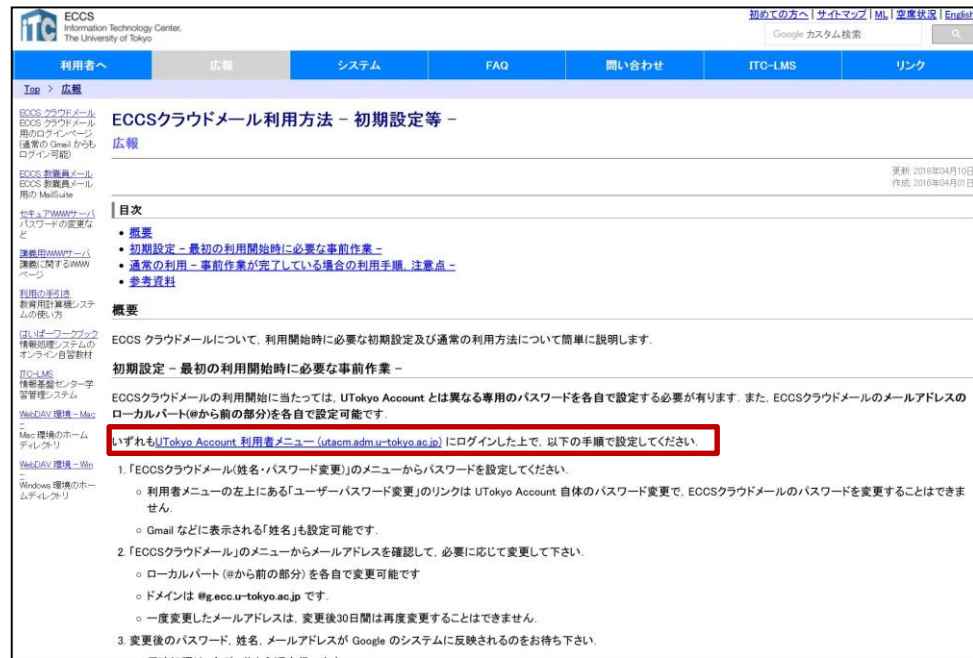 ECCS
Information Technology Center,
The University of Tokyo
初めての方へ | サイトマップ | ML | 空席状況 | English
Google カスタム検索
利用者へ 広報 システム FAQ 問い合わせ ITC-LMS リンク
Top > 広報
ECCS クラウドメール
ECCS クラウドメール
用のログインページ
(通常の Gmail からも
ログイン可能)
ECCS 教職員メール
ECCS 教職員メール
用の MailSuite
セキュアWWWサーバ
パスワードの変更な
ど
講義用WWWサーバ
講義に関するWWW
ページ
利用の手引き
教育用計算機システ
ムの使い方
はいぱーワークブック
情報処理システムの
オンライン自習教材
ITC-LMS
情報基盤センター学
習管理システム
WebDAV 環境 - Mac
-
Mac 環境のホーム
ディレクトリ
WebDAV 環境 - Win
-
Windows 環境のホー
ムディレクトリ
ECCSクラウドメール利用方法 - 初期設定等 -
広報
更新: 2018年04月10日
作成: 2016年04月01日
目次
• 概要
• 初期設定 - 最初の利用開始時に必要な事前作業 -
• 通常の利用 - 事前作業が完了している場合の利用手順, 注意点 -
• 参考資料
概要
ECCS クラウドメールについて, 利用開始時に必要な初期設定及び通常の利用方法について簡単に説明します.
初期設定 - 最初の利用開始時に必要な事前作業 -
ECCSクラウドメールの利用開始に当たっては, UTokyo Account とは異なる専用のパスワードを各自で設定する必要が有ります. また, ECCSクラウドメールのメールアドレスの
ローカルパート(@から前の部分)を各自で設定可能です.
いずれもUTokyo Account 利用者メニュー (utacm.adm.u-tokyo.ac.jp) にログインした上で, 以下の手順で設定してください.
1. 「ECCSクラウドメール(姓名・パスワード変更)」のメニューからパスワードを設定してください.
○ 利用者メニューの左上にある「ユーザーパスワード変更」のリンクは UTokyo Account 自体のパスワード変更で, ECCSクラウドメールのパスワードを変更することはできま
せん.
○ Gmail などに表示される「姓名」も設定可能です.
2. 「ECCSクラウドメール」のメニューからメールアドレスを確認して, 必要に応じて変更して下さい.
○ ローカルパート (@から前の部分) を各自で変更可能です
○ ドメインは @g.ecc.u-tokyo.ac.jp です.
○ 一度変更したメールアドレスは, 変更後30日間は再度変更することはできません.
3. 変更後のパスワード, 姓名, メールアドレスが Google のシステムに反映されるのをお待ち下さい.